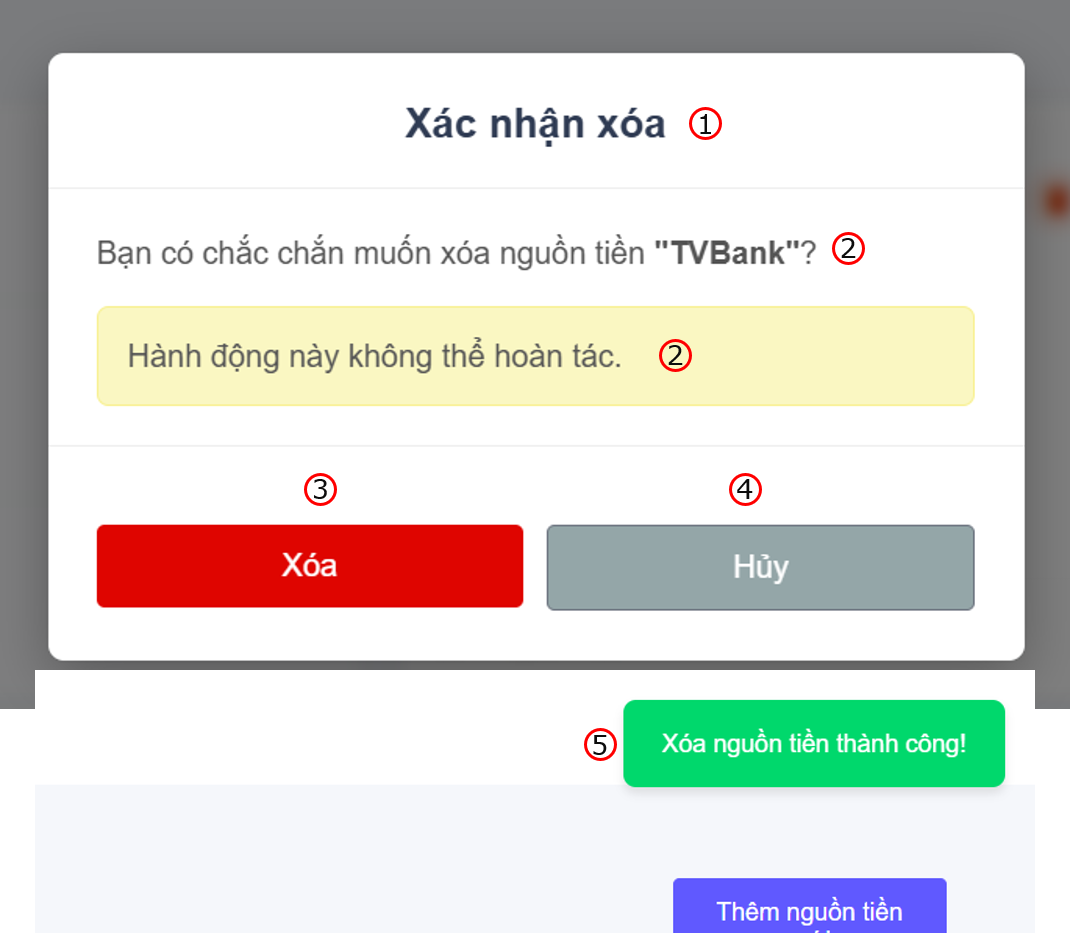 Xác nhận xóa ①
Bạn có chắc chắn muốn xóa nguồn tiền "TVBank"? ②
Hành động này không thể hoàn tác. ②
③ ④
Xóa Hủy
⑤ Xóa nguồn tiền thành công!
Thêm nguồn tiền